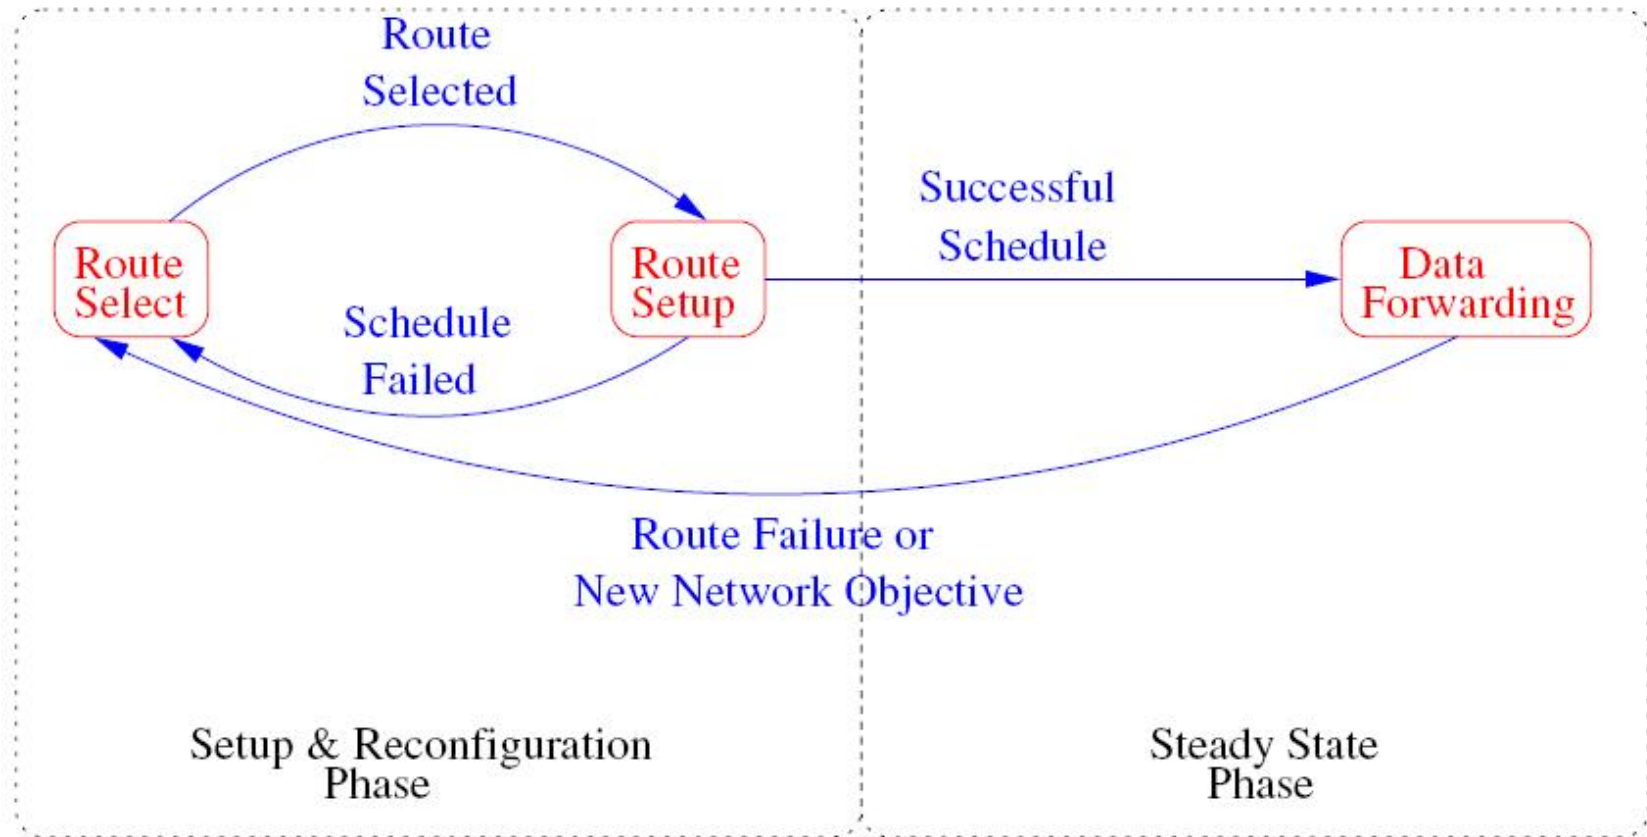 Route
Selected
Successful
Schedule
Route
Select
Route
Setup
Data
Forwarding
Schedule
Failed
Route Failure or
New Network Objective
Setup & Reconfiguration
Phase
Steady State
Phase